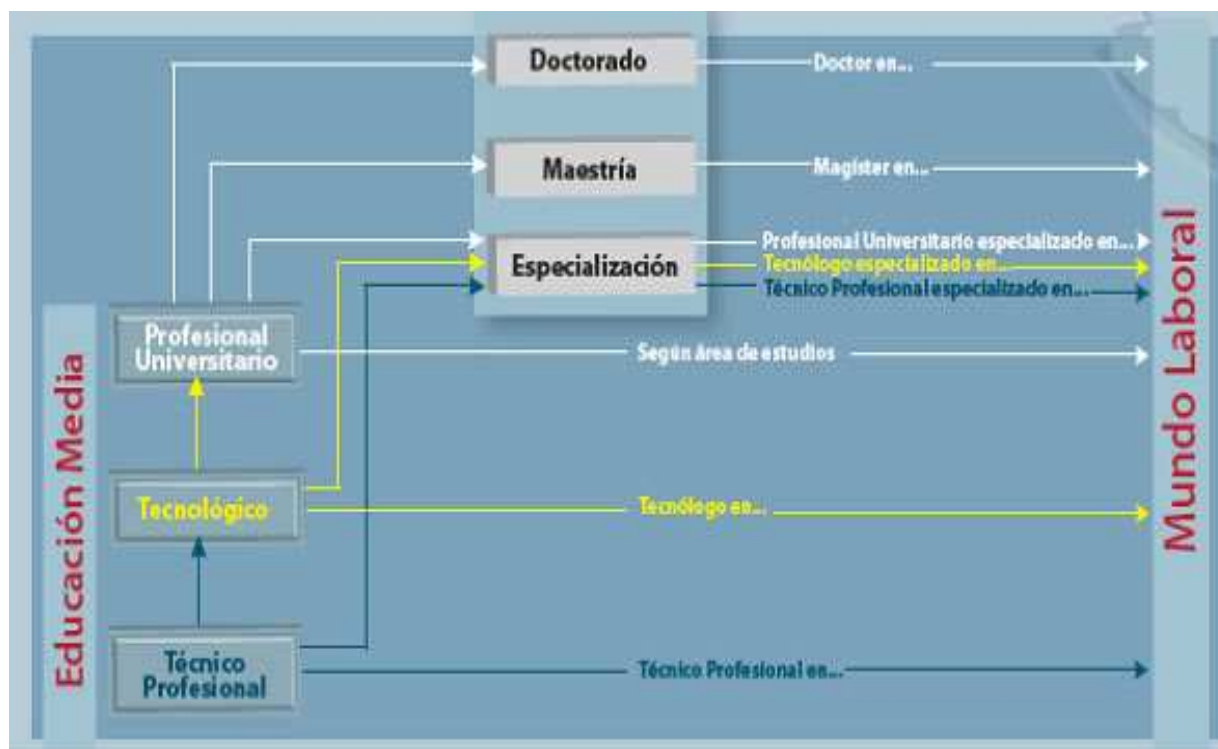 Doctorado
Doctor en...
Maestría
Magíster en...
Especialización
Profesional Universitario especializado en...
Tecnólogo especializado en...
Técnico Profesional especializado en...
Profesional
Universitario
Según área de estudios
Tecnológico
Tecnólogo en...
Técnico
Profesional
Técnico Profesional en...
Educación Media
Mundo Laboral